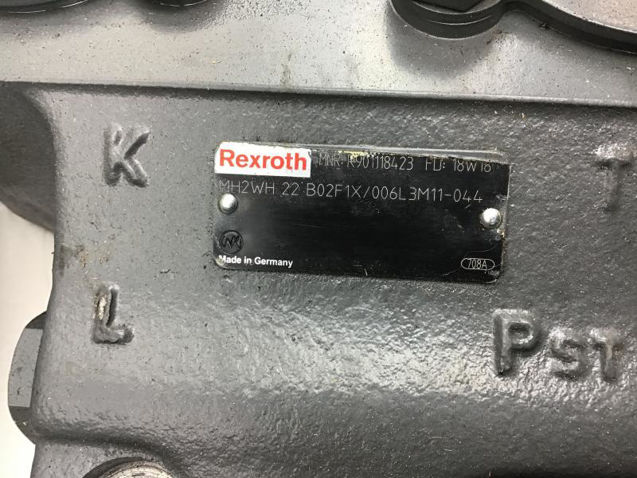 K
T
Rexroth MNR: R901118423 FD: 18W16
MH2WH 22 B02F1X/006L3M11-044
Made in Germany
708A
L
PST